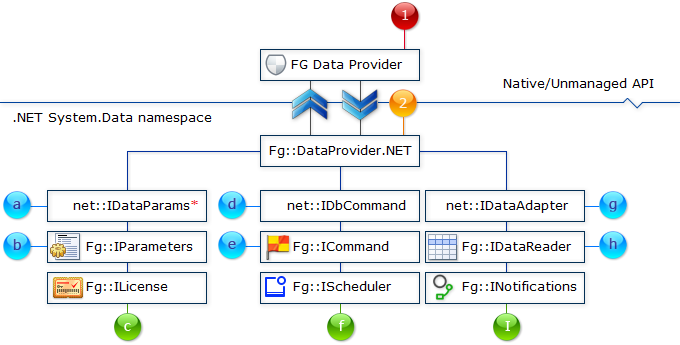 1
FG Data Provider
Native/Unmanaged API
2
.NET System.Data namespace
Fg::DataProvider.NET
a net::IDataParams* d net::IDbCommand net::IDataAdapter g
b Fg::IParameters e Fg::ICommand Fg::IDataReader h
Fg::ILicense Fg::IScheduler Fg::INotifications
c f I